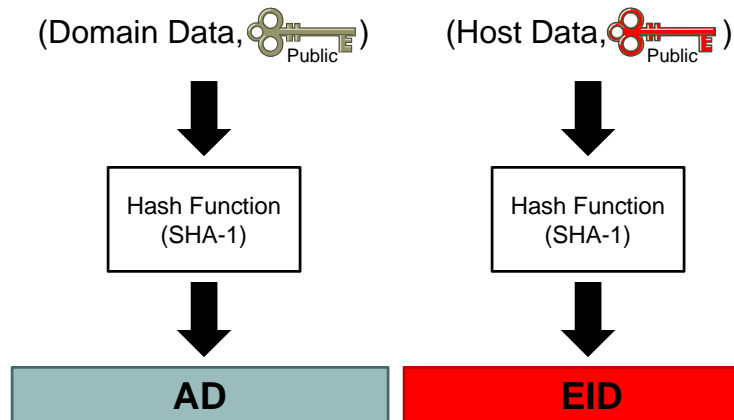 (Domain Data, Public)
(Host Data, Public)
Hash Function
(SHA-1)
Hash Function
(SHA-1)
AD
EID